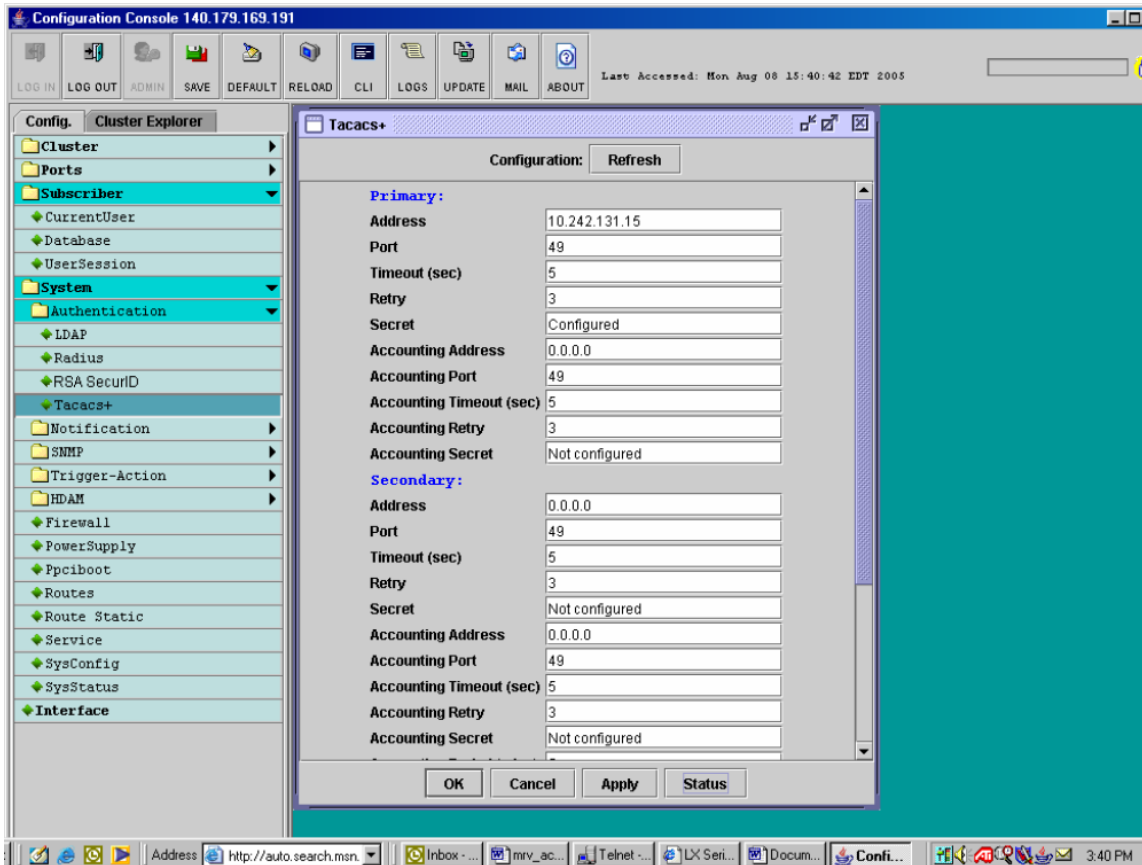 Configuration Console 140.179.169.191
LOG IN LOG OUT ADMIN SAVE DEFAULT RELOAD CLI LOGS UPDATE MAIL ABOUT
Last Accessed: Mon Aug 08 15:40:42 EDT 2005
Config. Cluster Explorer
Cluster
Ports
Subscriber
CurrentUser
Database
UserSession
System
Authentication
LDAP
Radius
RSA SecurID
Tacacs+
Notification
SNMP
Trigger-Action
HDAM
Firewall
PowerSupply
Ppciboot
Routes
Route Static
Service
SysConfig
SysStatus
Interface
Tacacs+
Configuration: Refresh
Primary:
Address 10.242.131.15
Port 49
Timeout (sec) 5
Retry 3
Secret Configured
Accounting Address 0.0.0.0
Accounting Port 49
Accounting Timeout (sec) 5
Accounting Retry 3
Accounting Secret Not configured
Secondary:
Address 0.0.0.0
Port 49
Timeout (sec) 5
Retry 3
Secret Not configured
Accounting Address 0.0.0.0
Accounting Port 49
Accounting Timeout (sec) 5
Accounting Retry 3
Accounting Secret Not configured
OK Cancel Apply Status
Address http://auto.search.msn. Inbox - ... mrv_ac... Telnet -... LX Seri... Docum... Confi... 3:40 PM